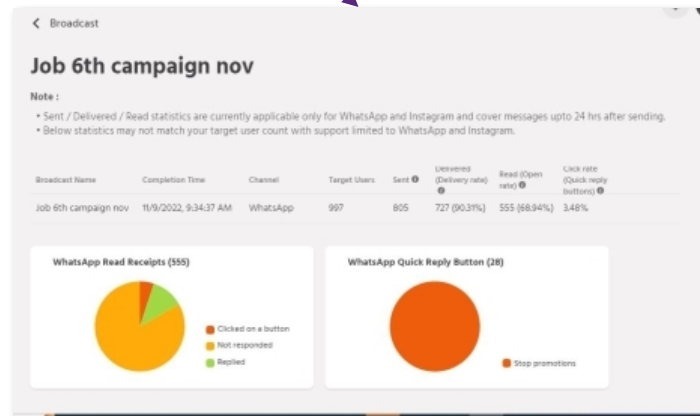 Broadcast
Job 6th campaign nov
Note :
• Sent / Delivered / Read statistics are currently applicable only for WhatsApp and Instagram and cover messages upto 24 hrs after sending.
• Below statistics may not match your target user count with support limited to WhatsApp and Instagram.
Broadcast Name Completion Time Channel Target Users Sent Delivered (Delivery rate) Read (Open rate) Click rate (Quick reply buttons)
Job 6th campaign nov 11/9/2022, 9:34:37 AM WhatsApp 997 805 727 (90.31%) 555 (68.94%) 3.48%
WhatsApp Read Receipts (555)
Clicked on a button
Not responded
Replied
WhatsApp Quick Reply Button (28)
Stop promotions